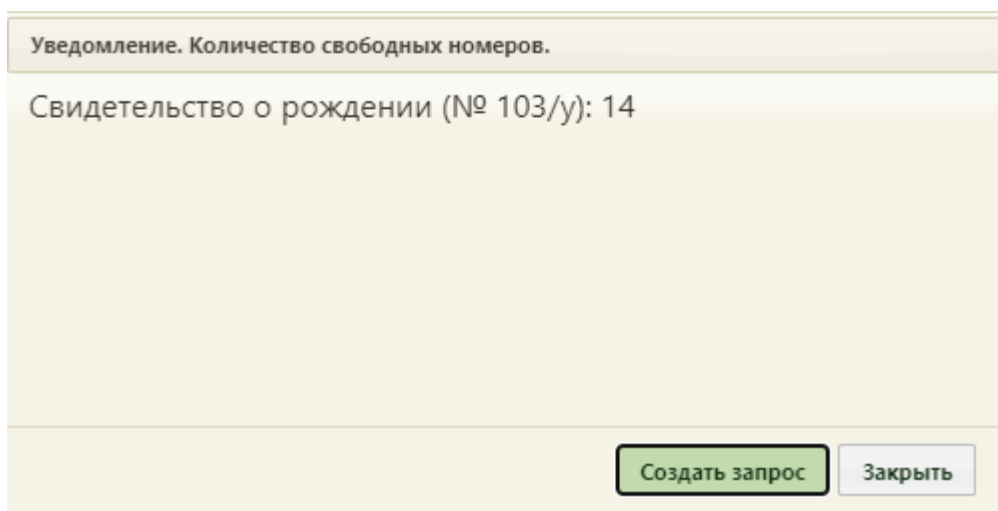 Уведомление. Количество свободных номеров.
Свидетельство о рождении (№ 103/у): 14
Создать запрос Закрыть